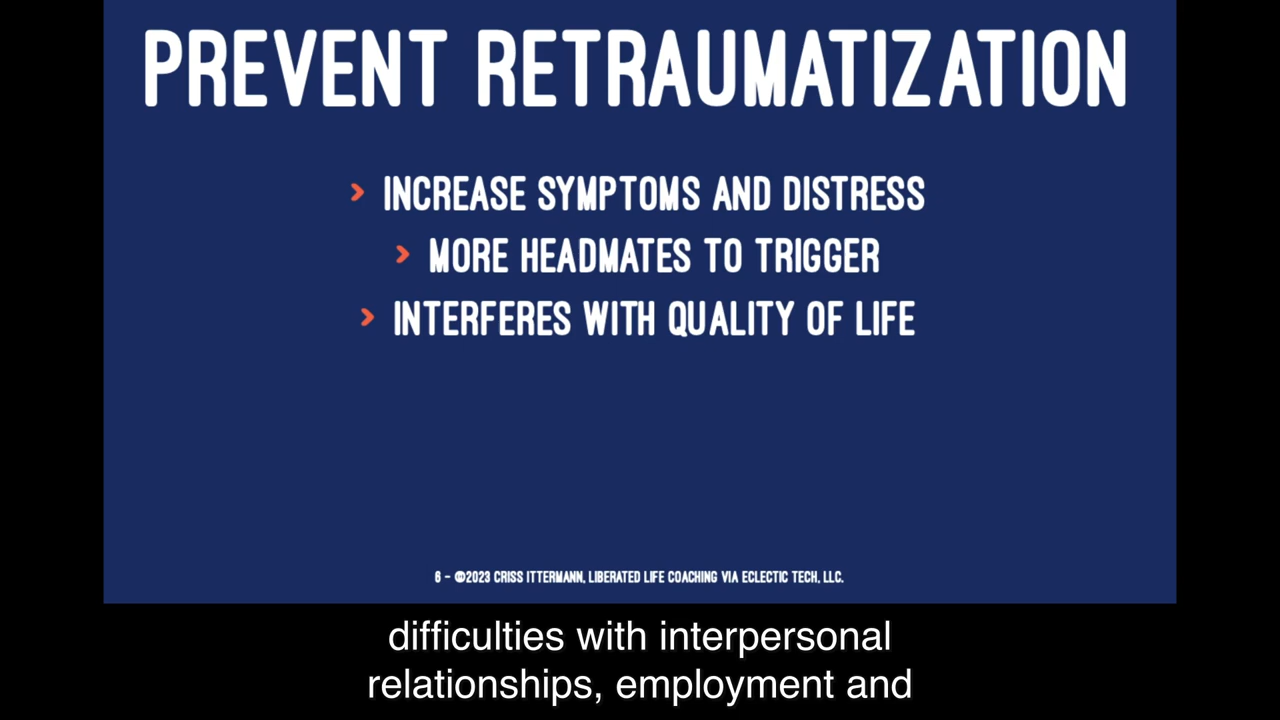 PREVENT RETRAUMATIZATION
› INCREASE SYMPTOMS AND DISTRESS
› MORE HEADMATES TO TRIGGER
› INTERFERES WITH QUALITY OF LIFE
6 - ©2023 CRISS ITTERMANN, LIBERATED LIFE COACHING VIA ECLECTIC TECH, LLC.
difficulties with interpersonal
relationships, employment and